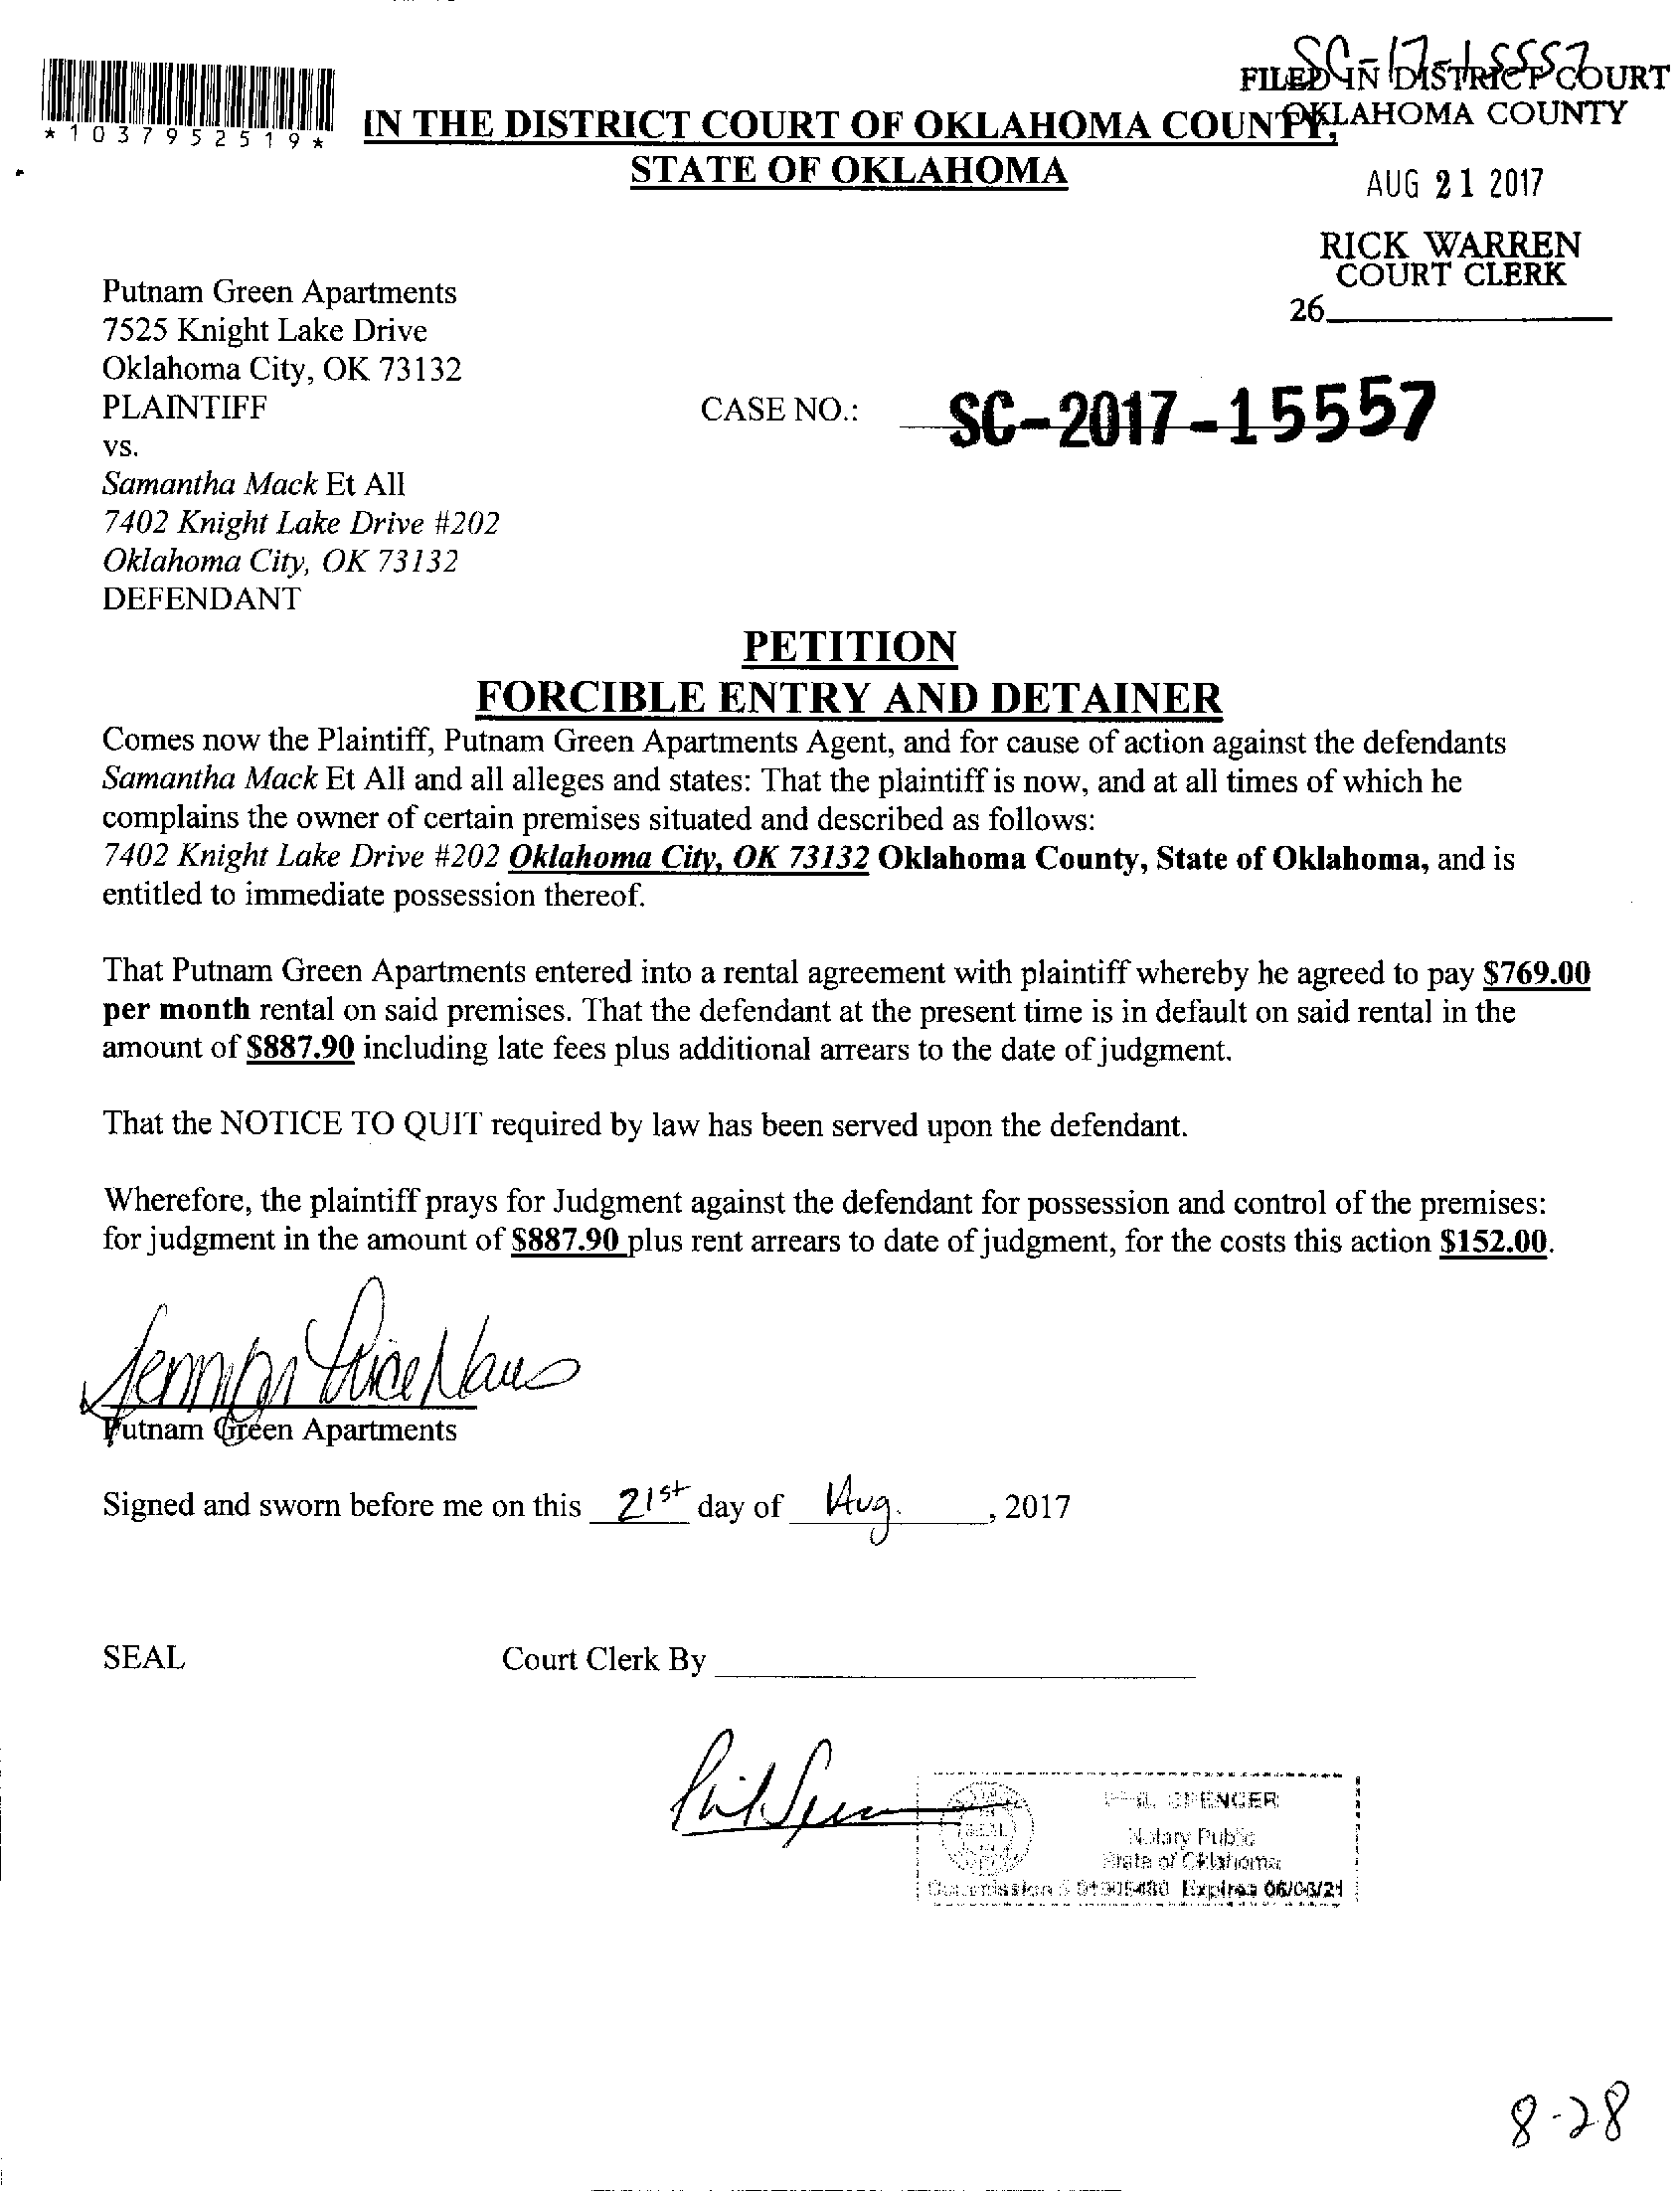 SC-17-15557
FILED IN DISTRICT COURT
OKLAHOMA COUNTY
*1037952519*
IN THE DISTRICT COURT OF OKLAHOMA COUNTY,
STATE OF OKLAHOMA
AUG 21 2017
RICK WARREN
COURT CLERK
26
Putnam Green Apartments
7525 Knight Lake Drive
Oklahoma City, OK 73132
PLAINTIFF
CASE NO.: SC-2017-15557
vs.
Samantha Mack Et All
7402 Knight Lake Drive #202
Oklahoma City, OK 73132
DEFENDANT
PETITION
FORCIBLE ENTRY AND DETAINER
Comes now the Plaintiff, Putnam Green Apartments Agent, and for cause of action against the defendants
Samantha Mack Et All and all alleges and states: That the plaintiff is now, and at all times of which he
complains the owner of certain premises situated and described as follows:
7402 Knight Lake Drive #202 Oklahoma City, OK 73132 Oklahoma County, State of Oklahoma, and is
entitled to immediate possession thereof.
That Putnam Green Apartments entered into a rental agreement with plaintiff whereby he agreed to pay $769.00
per month rental on said premises. That the defendant at the present time is in default on said rental in the
amount of $887.90 including late fees plus additional arrears to the date of judgment.
That the NOTICE TO QUIT required by law has been served upon the defendant.
Wherefore, the plaintiff prays for Judgment against the defendant for possession and control of the premises:
for judgment in the amount of $887.90 plus rent arrears to date of judgment, for the costs this action $152.00.
Putnam Green Apartments
Signed and sworn before me on this 21st day of Aug. , 2017
SEAL
Court Clerk By
SPENCER
Notary Public
State of Oklahoma
Expires
8-28